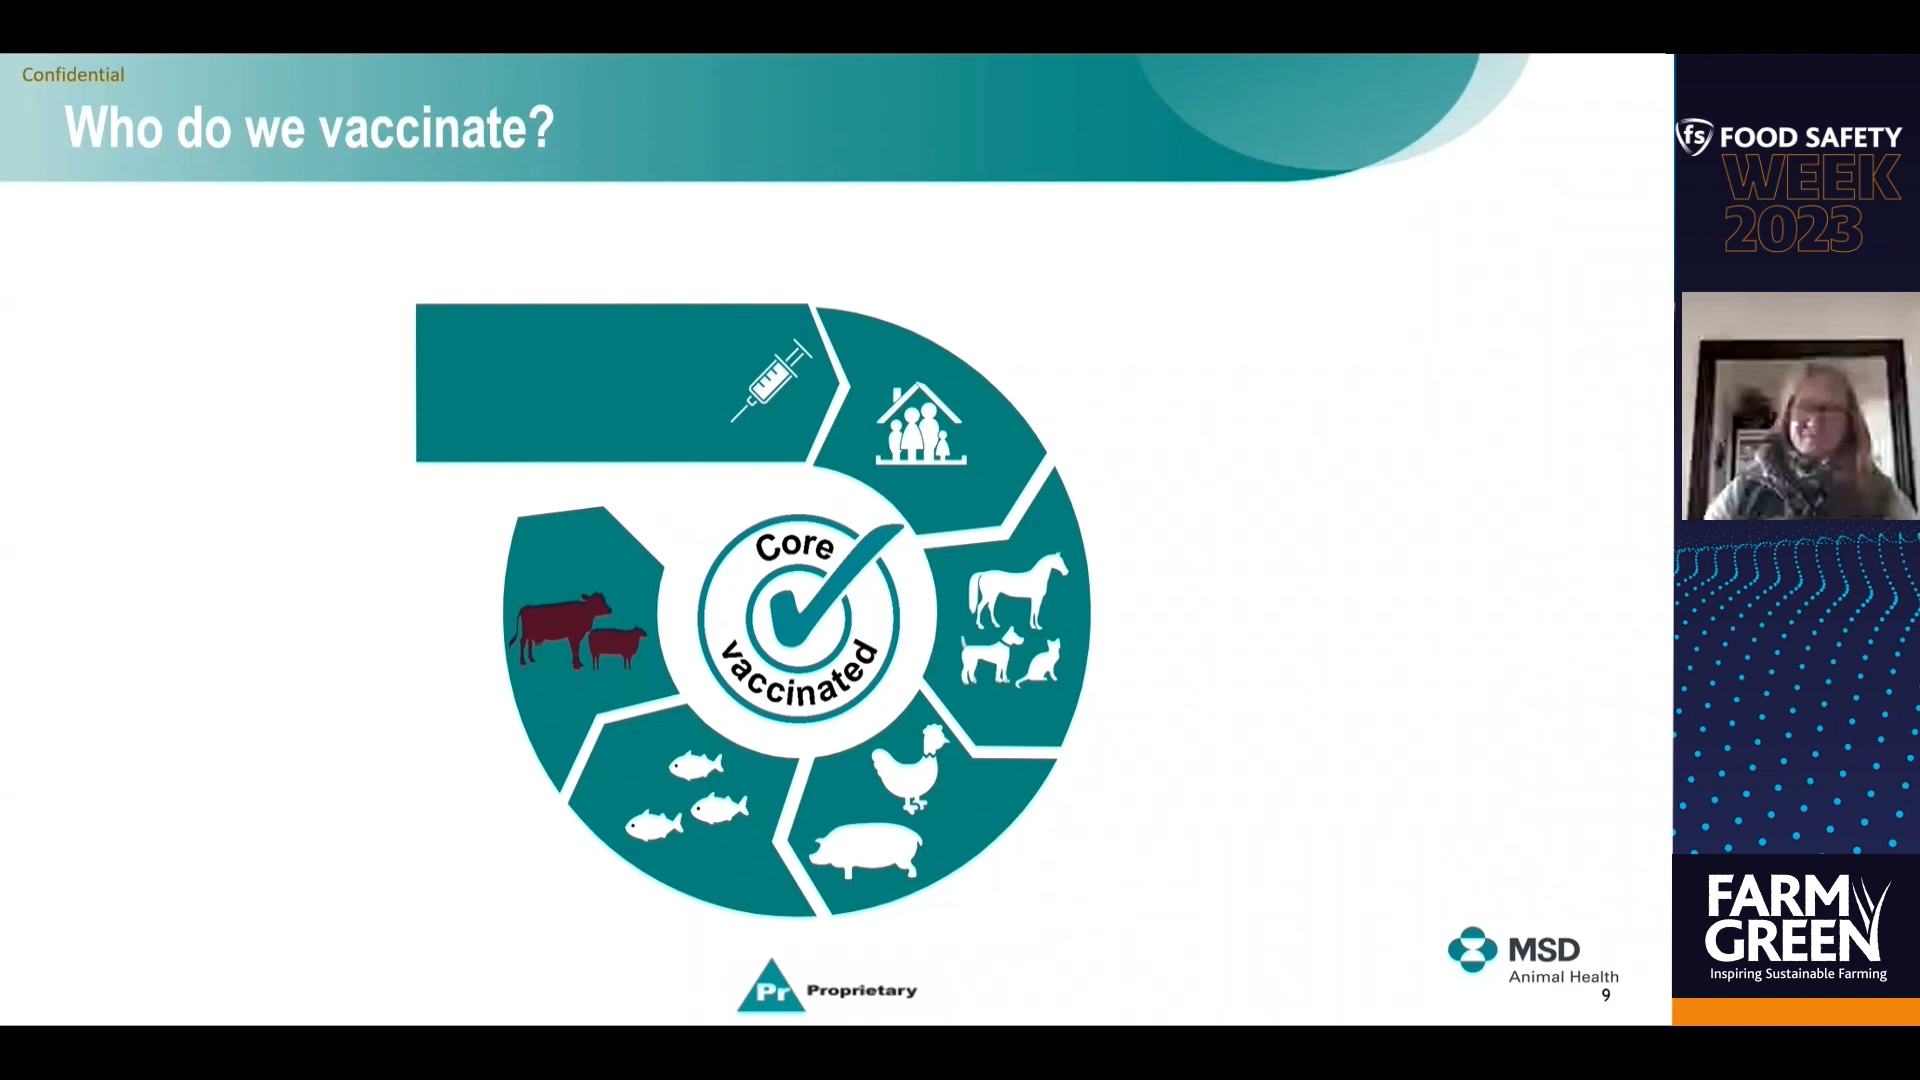 Confidential
Who do we vaccinate?
Core
vaccinated
Pr Proprietary
MSD
Animal Health
9
fs FOOD SAFETY
WEEK
2023
FARM
GREEN
Inspiring Sustainable Farming